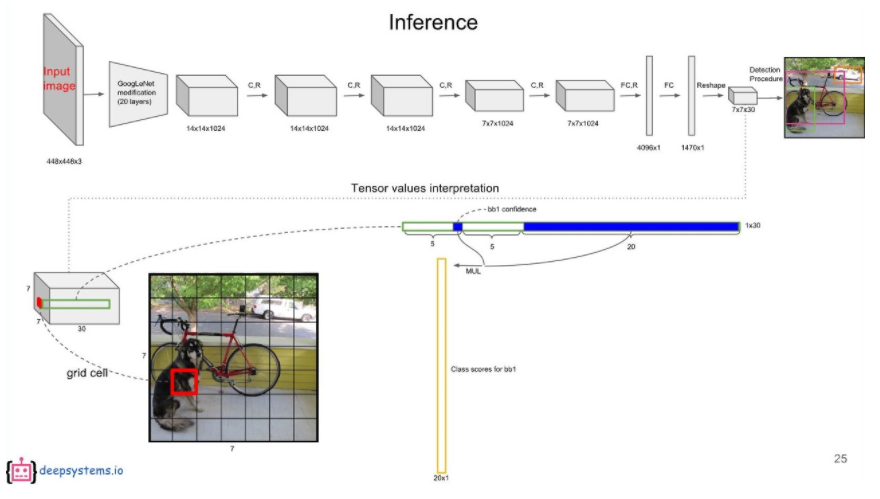 Inference
Input
image
GoogLeNet
modification
(20 layers)
C,R
C,R
C,R
C,R
FC,R
FC
Reshape
Detection
Procedure
14x14x1024
14x14x1024
14x14x1024
7x7x1024
7x7x1024
7x7x30
448x448x3
4096x1
1470x1
Tensor values interpretation
bb1 confidence
1x30
5
5
20
MUL
7
7
30
7
grid cell
Class scores for bb1
7
20x1
25
deepsystems.io